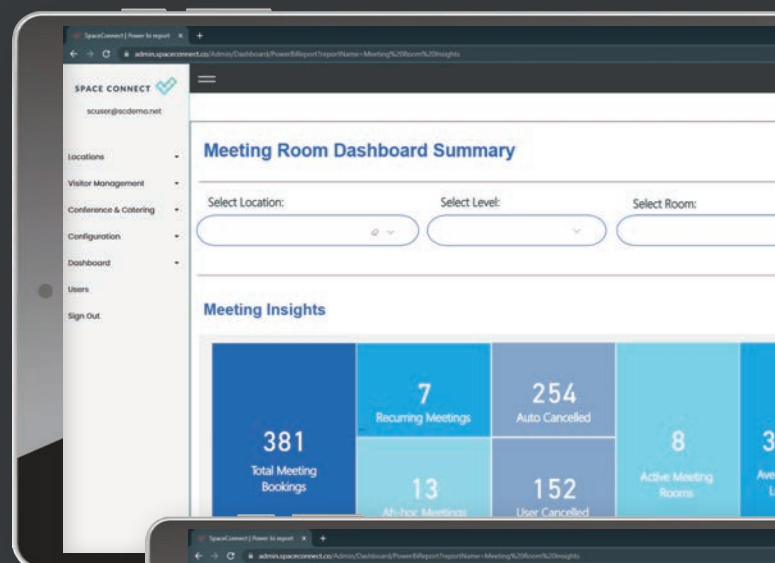 SpaceConnect | Power bi report × +
admin.spaceconnect.co/Admin/Dashboard/PowerBiReport?reportName=Meeting%20Room%20Insights
SPACE CONNECT
scuser@scdemo.net
Locations
Visitor Management
Conference & Catering
Configuration
Dashboard
Users
Sign Out
Meeting Room Dashboard Summary
Select Location:
Select Level:
Select Room:
Meeting Insights
381
Total Meeting
Bookings
7
Recurring Meetings
13
Ah-hoc Meetings
254
Auto Cancelled
152
User Cancelled
8
Active Meeting
Rooms
3
Ave
L
SpaceConnect | Power bi report × +
admin.spaceconnect.co/Admin/Dashboard/PowerBiReport?reportName=Meeting%20Room%20Insights